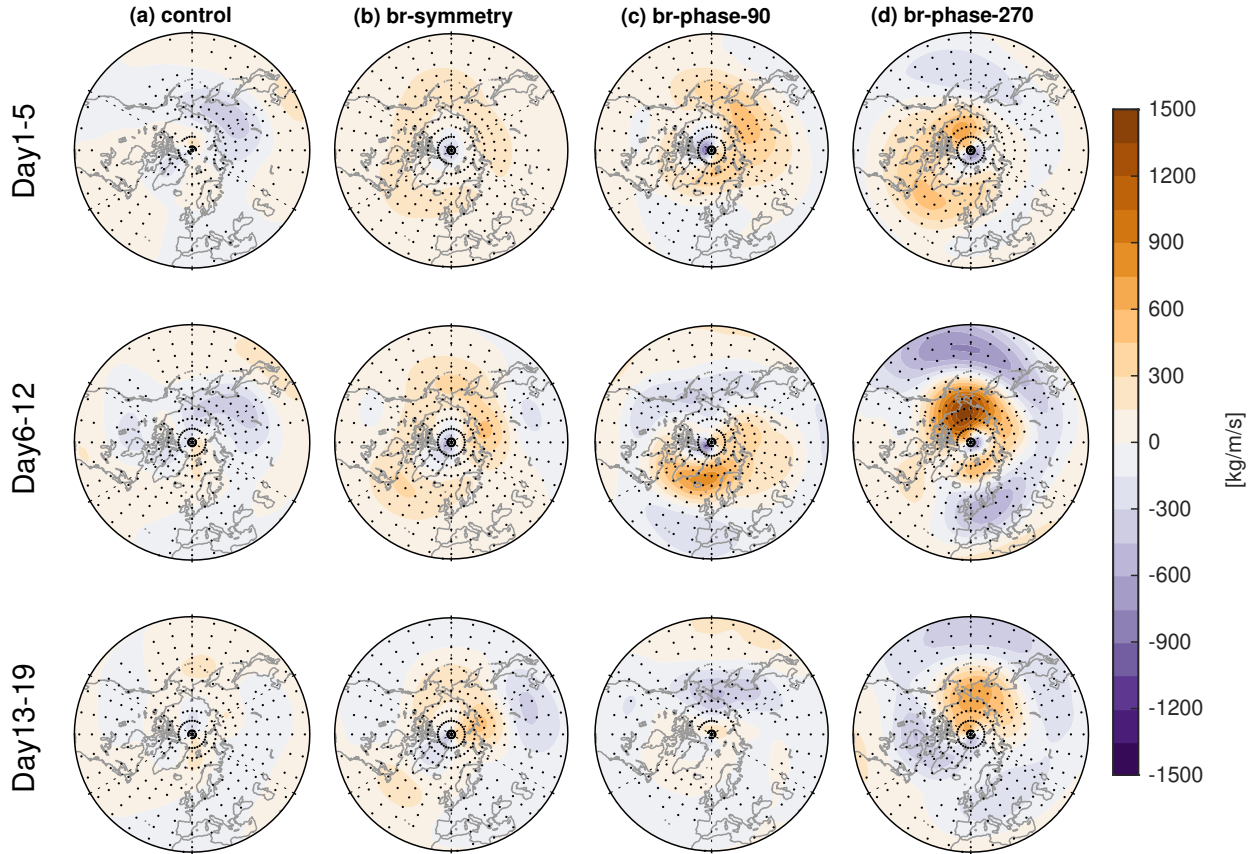 (a) control
(b) br-symmetry
(c) br-phase-90
(d) br-phase-270
Day1-5
Day6-12
Day13-19
1500
1200
900
600
300
0
-300
-600
-900
-1200
-1500
[kg/m/s]